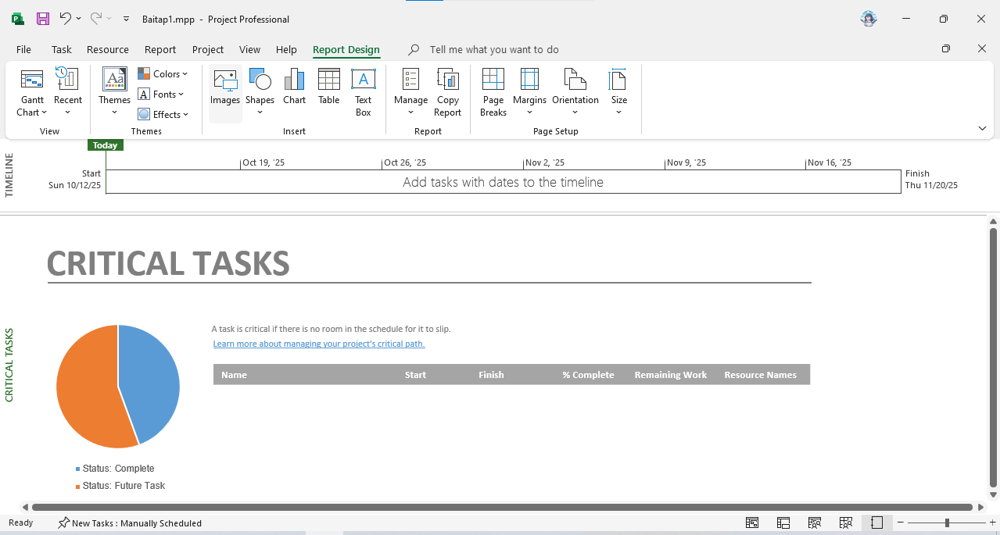 Baitap1.mpp - Project Professional
File Task Resource Report Project View Help Report Design Tell me what you want to do
Gantt Chart
Recent
View
Themes
Colors
Fonts
Effects
Themes
Images
Shapes
Chart
Table
Text Box
Insert
Manage
Copy Report
Report
Page Breaks
Margins
Orientation
Size
Page Setup
TIMELINE
Today
Oct 19, '25 Oct 26, '25 Nov 2, '25 Nov 9, '25 Nov 16, '25
Start
Sun 10/12/25
Add tasks with dates to the timeline
Finish
Thu 11/20/25
CRITICAL TASKS
CRITICAL TASKS
A task is critical if there is no room in the schedule for it to slip.
Learn more about managing your project's critical path.
Name Start Finish % Complete Remaining Work Resource Names
Status: Complete
Status: Future Task
Ready New Tasks : Manually Scheduled